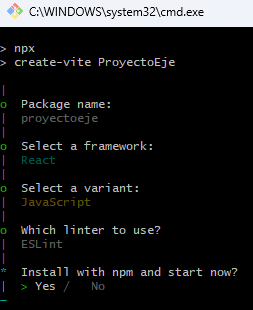 C:\WINDOWS\system32\cmd.exe
> npx
> create-vite ProyectoEje
|
o Package name:
| proyectoeje
|
o Select a framework:
| React
|
o Select a variant:
| JavaScript
|
o Which linter to use?
| ESLint
|
* Install with npm and start now?
| > Yes / No
_